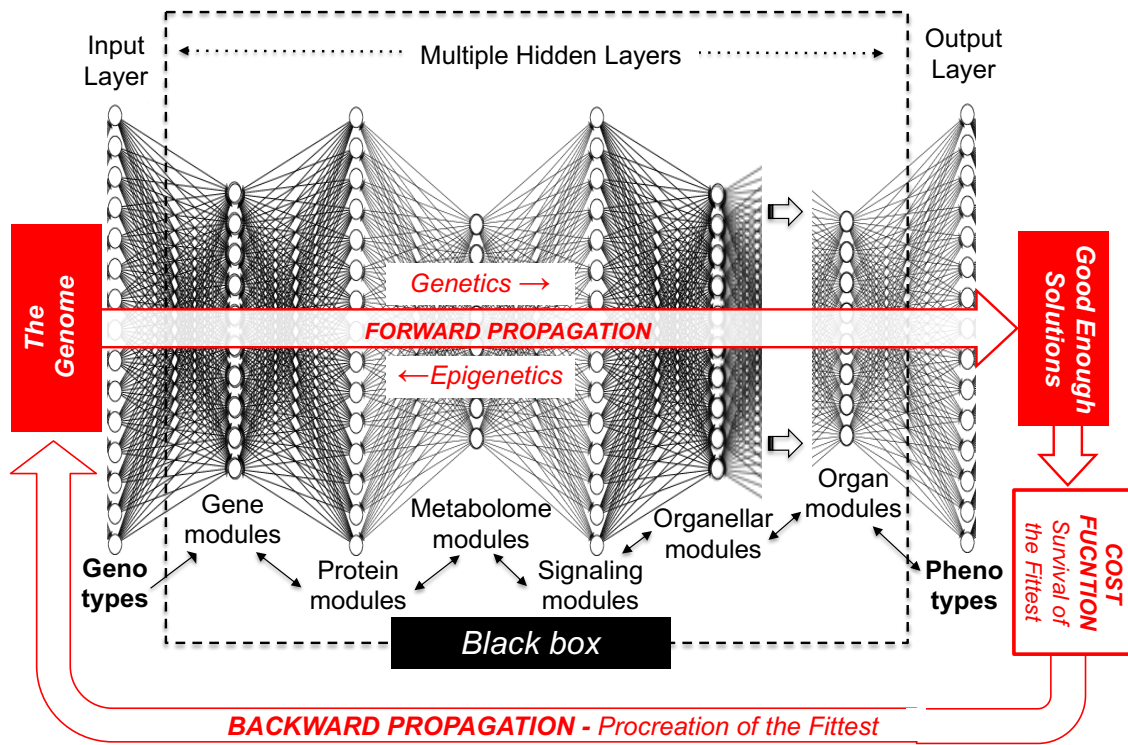 Input
Layer
Multiple Hidden Layers
Output
Layer
The
Genome
Genetics →
FORWARD PROPAGATION
←Epigenetics
Good Enough
Solutions
Gene
modules
Metabolome
modules
Organellar
modules
Organ
modules
Geno
types
Protein
modules
Signaling
modules
Pheno
types
COST
FUCNTION
Survival of
the Fittest
Black box
BACKWARD PROPAGATION - Procreation of the Fittest